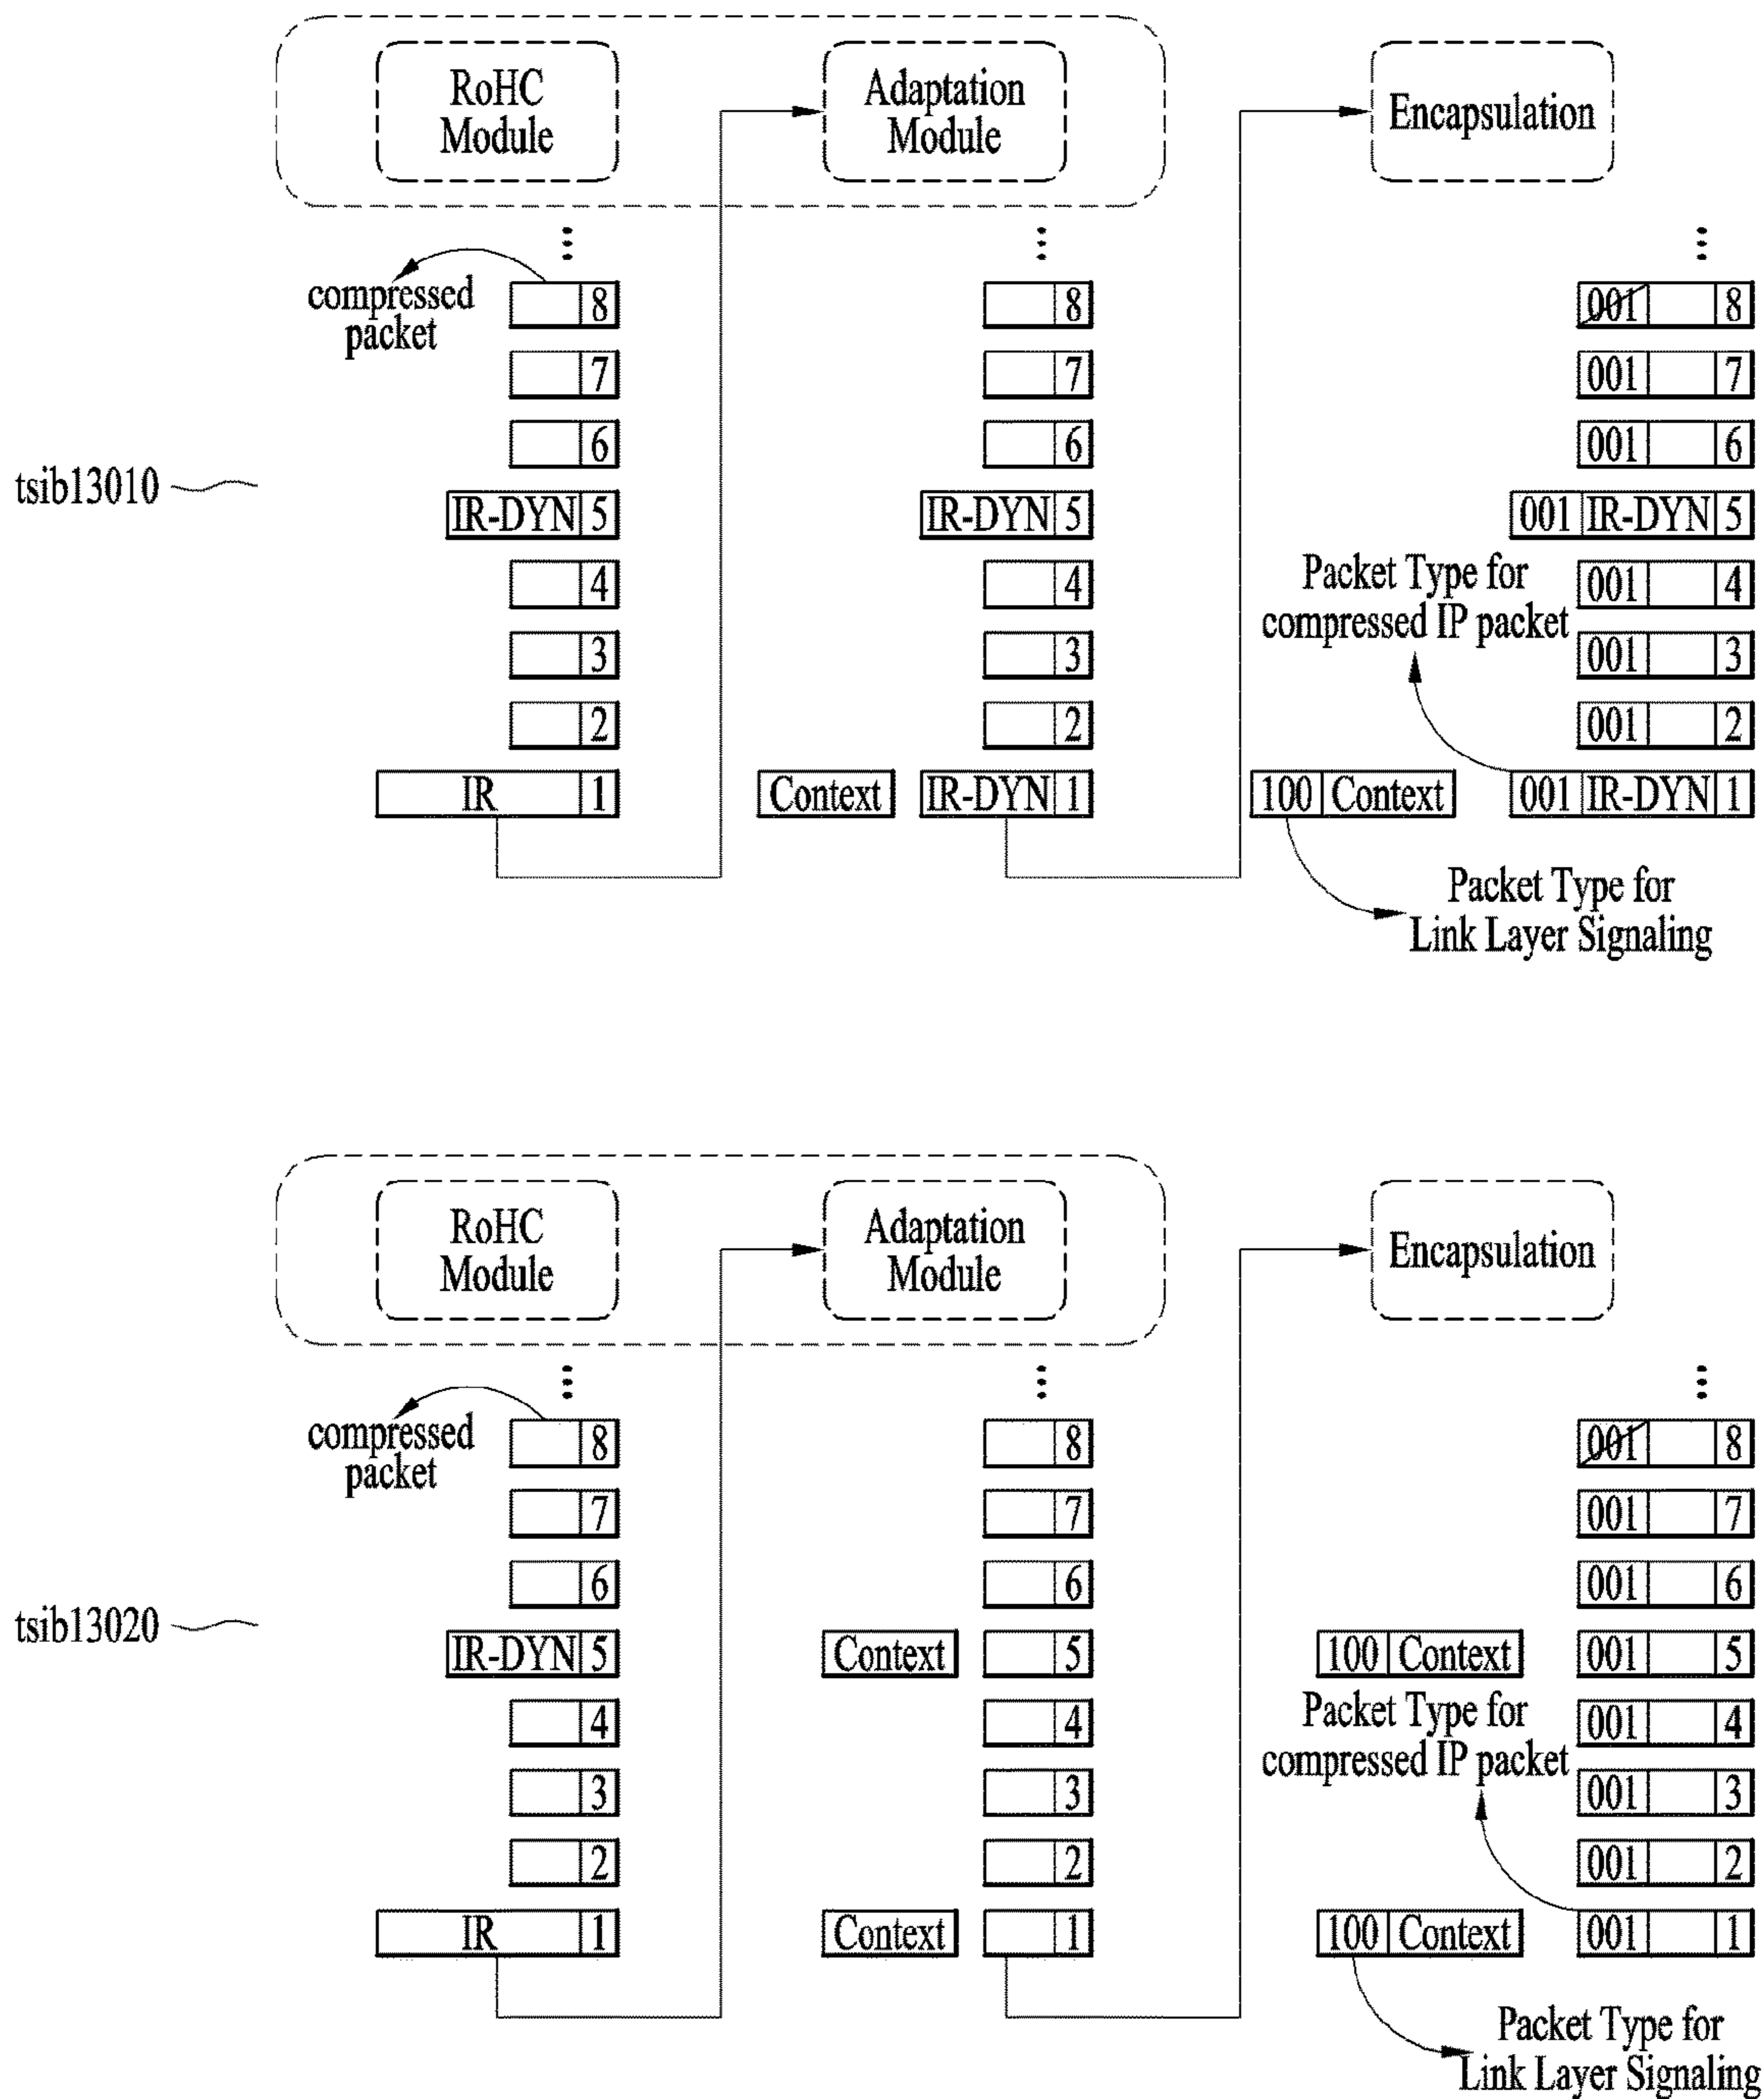 RoHC
Module
Adaptation
Module
Encapsulation
compressed
packet
8
8
001 8
7
7
001 7
6
6
001 6
tsib13010
IR-DYN 5
IR-DYN 5
001 IR-DYN 5
4
4
Packet Type for
compressed IP packet
001 4
3
3
001 3
2
2
001 2
IR 1
Context
IR-DYN 1
100 Context
001 IR-DYN 1
Packet Type for
Link Layer Signaling
RoHC
Module
Adaptation
Module
Encapsulation
compressed
packet
8
8
001 8
7
7
001 7
6
6
001 6
tsib13020
IR-DYN 5
Context
5
100 Context
001 5
4
4
Packet Type for
compressed IP packet
001 4
3
3
001 3
2
2
001 2
IR 1
Context
1
100 Context
001 1
Packet Type for
Link Layer Signaling